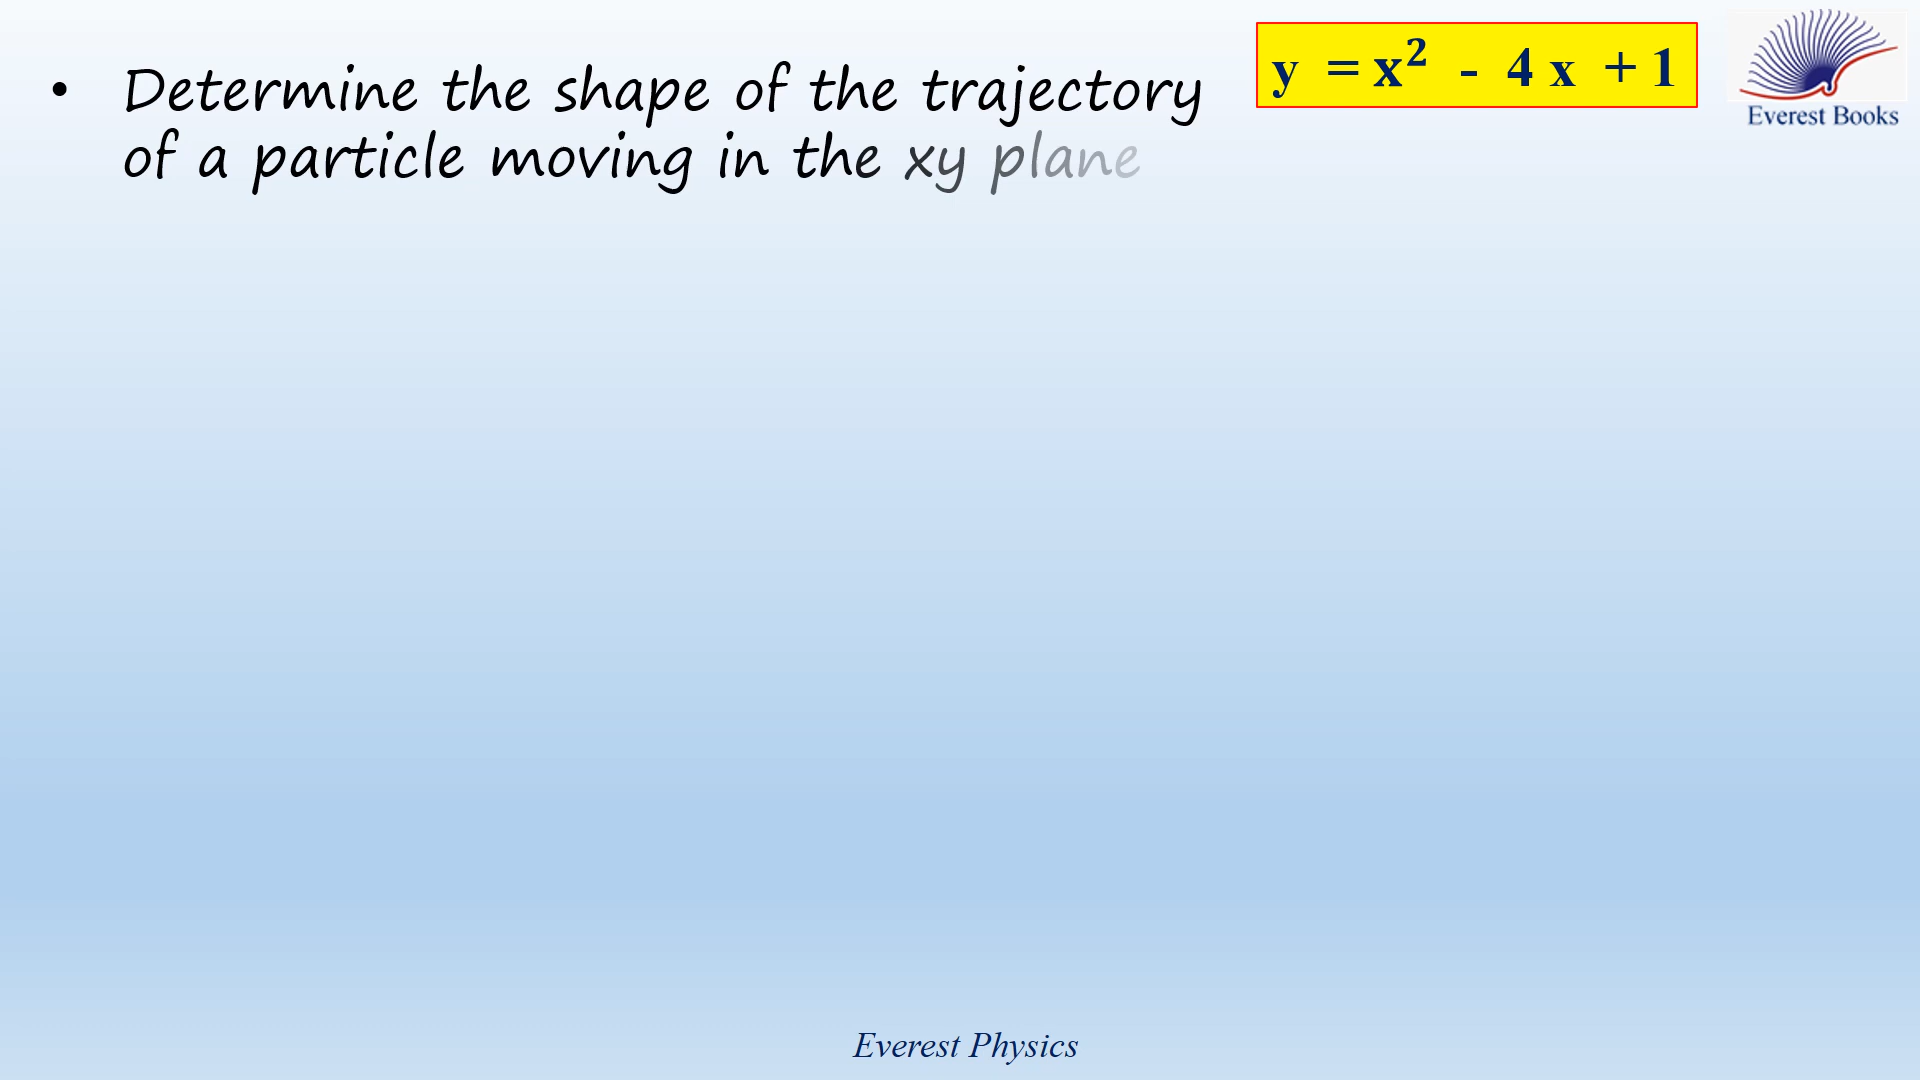 • Determine the shape of the trajectory
of a particle moving in the xy plane
y = x² - 4 x + 1
Everest Books
Everest Physics